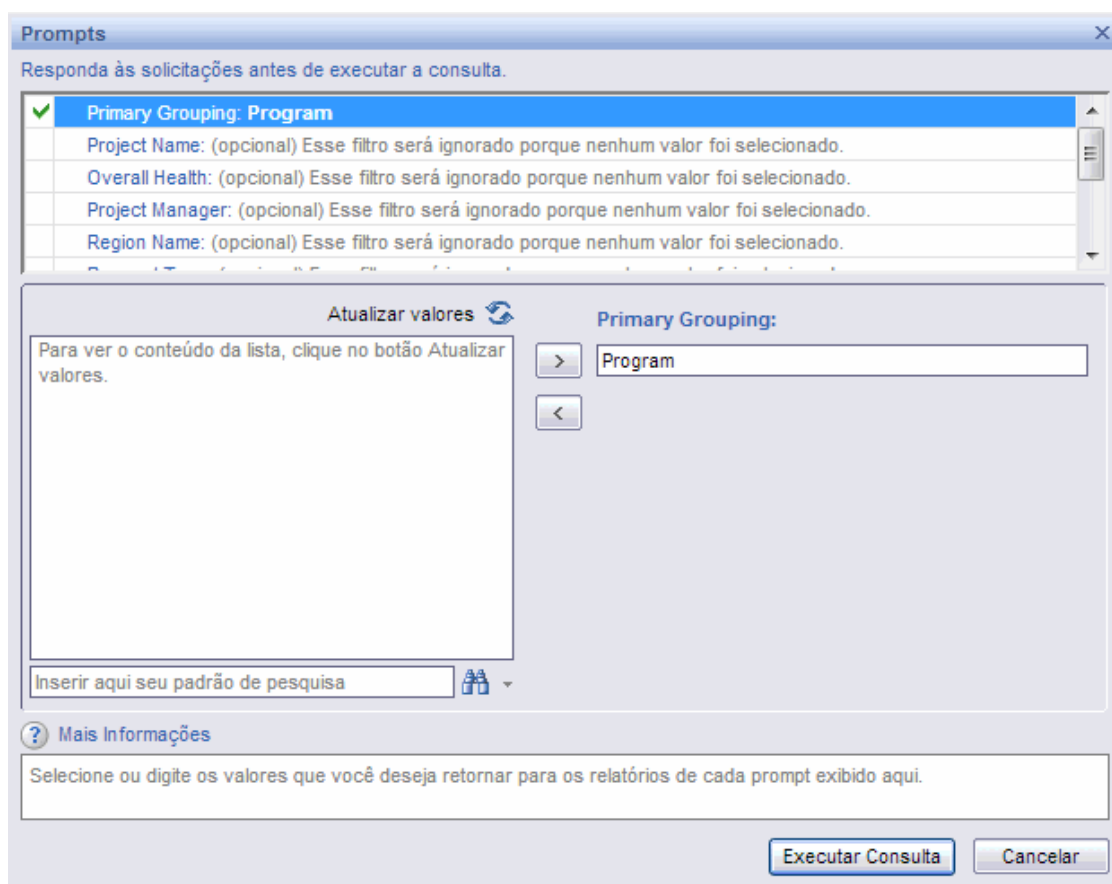 Prompts
Responda às solicitações antes de executar a consulta.
Primary Grouping: Program
Project Name: (opcional) Esse filtro será ignorado porque nenhum valor foi selecionado.
Overall Health: (opcional) Esse filtro será ignorado porque nenhum valor foi selecionado.
Project Manager: (opcional) Esse filtro será ignorado porque nenhum valor foi selecionado.
Region Name: (opcional) Esse filtro será ignorado porque nenhum valor foi selecionado.
Atualizar valores
Para ver o conteúdo da lista, clique no botão Atualizar
valores.
Primary Grouping:
Program
Inserir aqui seu padrão de pesquisa
Mais Informações
Selecione ou digite os valores que você deseja retornar para os relatórios de cada prompt exibido aqui.
Executar Consulta
Cancelar